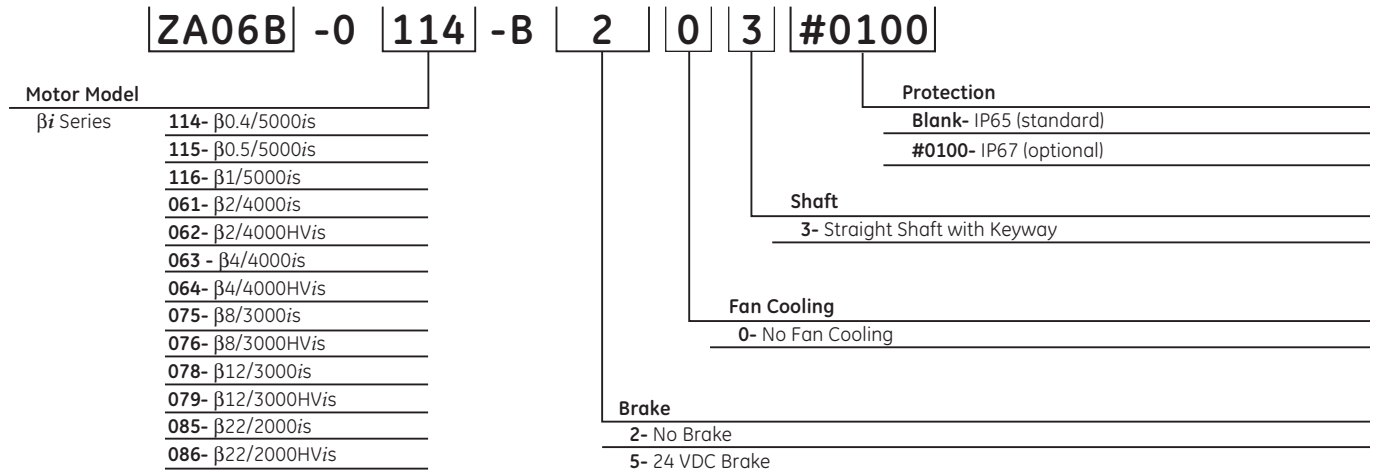 ZA06B -0 114 -B 2 0 3 #0100
Motor Model
βi Series
114- β0.4/5000is
115- β0.5/5000is
116- β1/5000is
061- β2/4000is
062- β2/4000HVis
063 - β4/4000is
064- β4/4000HVis
075- β8/3000is
076- β8/3000HVis
078- β12/3000is
079- β12/3000HVis
085- β22/2000is
086- β22/2000HVis
Protection
Blank- IP65 (standard)
#0100- IP67 (optional)
Shaft
3- Straight Shaft with Keyway
Fan Cooling
0- No Fan Cooling
Brake
2- No Brake
5- 24 VDC Brake